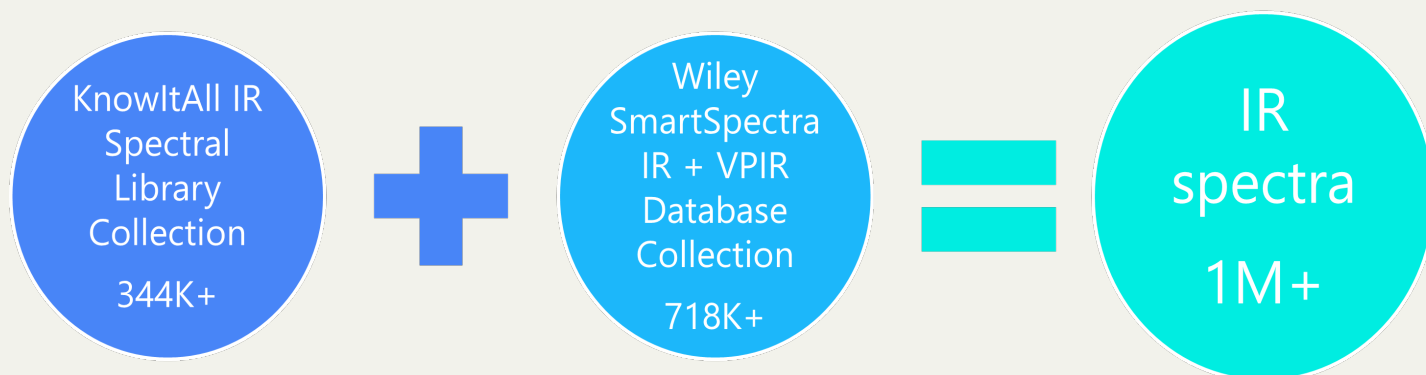 KnowItAll IR
Spectral
Library
Collection
344K+
Wiley
SmartSpectra
IR + VPIR
Database
Collection
718K+
IR
spectra
1M+